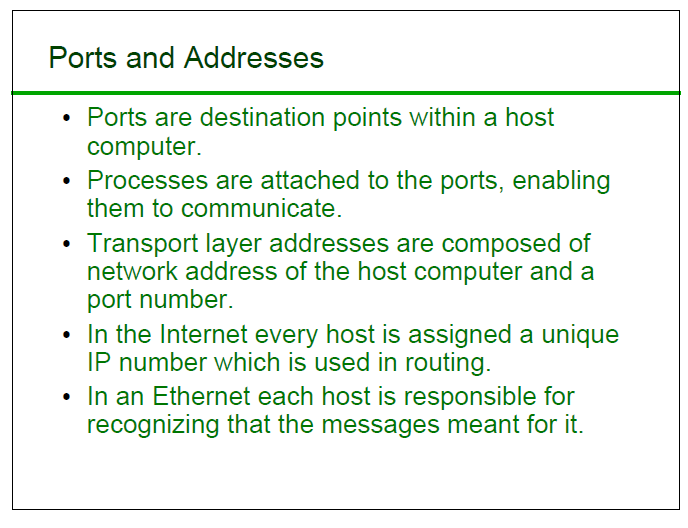 Ports and Addresses
• Ports are destination points within a host
computer.
• Processes are attached to the ports, enabling
them to communicate.
• Transport layer addresses are composed of
network address of the host computer and a
port number.
• In the Internet every host is assigned a unique
IP number which is used in routing.
• In an Ethernet each host is responsible for
recognizing that the messages meant for it.